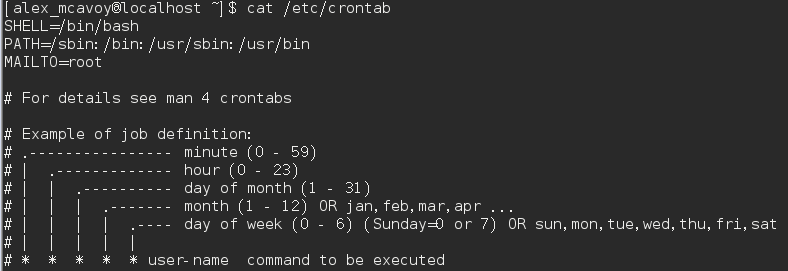 [alex_mcavoy@localhost ~]$ cat /etc/crontab
SHELL=/bin/bash
PATH=/sbin:/bin:/usr/sbin:/usr/bin
MAILTO=root
# For details see man 4 crontabs
# Example of job definition:
# .---------------- minute (0 - 59)
# | .------------- hour (0 - 23)
# | | .---------- day of month (1 - 31)
# | | | .------- month (1 - 12) OR jan,feb,mar,apr ...
# | | | | .---- day of week (0 - 6) (Sunday=0 or 7) OR sun,mon,tue,wed,thu,fri,sat
# | | | | |
# * * * * * user-name command to be executed